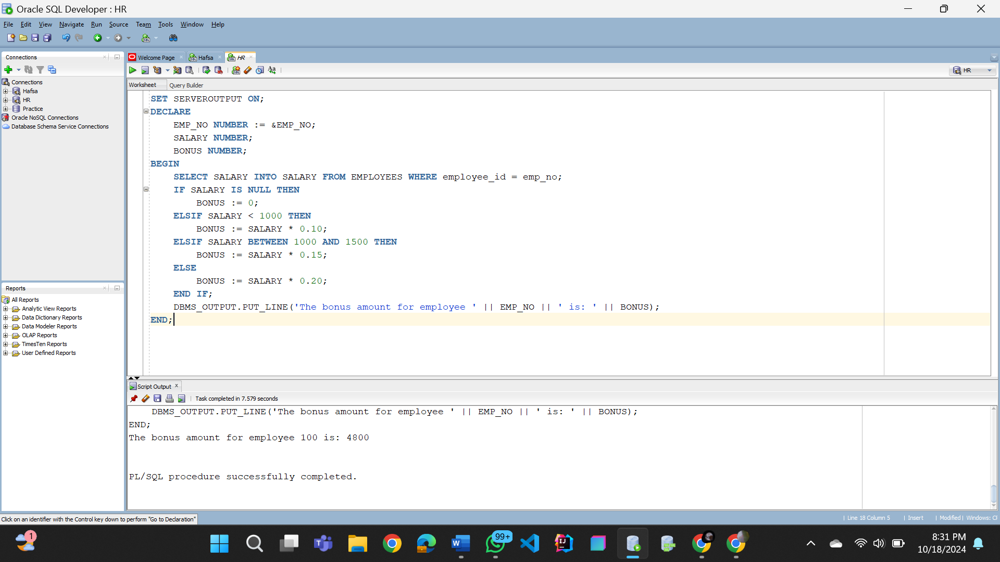 Oracle SQL Developer : HR
File Edit View Navigate Run Source Team Tools Window Help
Connections
Connections
Hafsa
HR
Practice
Oracle NoSQL Connections
Database Schema Service Connections
Reports
All Reports
Analytic View Reports
Data Dictionary Reports
Data Modeler Reports
OLAP Reports
TimesTen Reports
User Defined Reports
Welcome Page Hafsa HR
HR
Worksheet Query Builder
SET SERVEROUTPUT ON;
DECLARE
    EMP_NO NUMBER := &EMP_NO;
    SALARY NUMBER;
    BONUS NUMBER;
BEGIN
    SELECT SALARY INTO SALARY FROM EMPLOYEES WHERE employee_id = emp_no;
    IF SALARY IS NULL THEN
        BONUS := 0;
    ELSIF SALARY < 1000 THEN
        BONUS := SALARY * 0.10;
    ELSIF SALARY BETWEEN 1000 AND 1500 THEN
        BONUS := SALARY * 0.15;
    ELSE
        BONUS := SALARY * 0.20;
    END IF;
    DBMS_OUTPUT.PUT_LINE('The bonus amount for employee ' || EMP_NO || ' is: ' || BONUS);
END;
Script Output
Task completed in 7.579 seconds
    DBMS_OUTPUT.PUT_LINE('The bonus amount for employee ' || EMP_NO || ' is: ' || BONUS);
END;
The bonus amount for employee 100 is: 4800
PL/SQL procedure successfully completed.
Click on an identifier with the Control key down to perform "Go to Declaration"
| Line 18 Column 5 | Insert | Modified | Windows: CF
1
99+
8:31 PM
10/18/2024